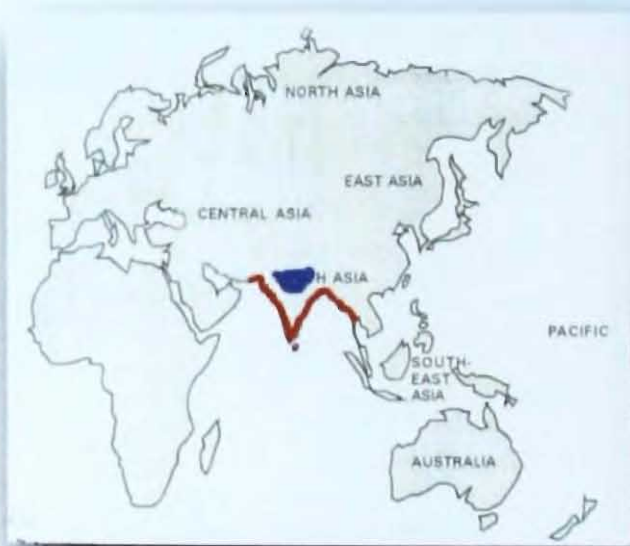 NORTH ASIA
EAST ASIA
CENTRAL ASIA
H ASIA
PACIFIC
SOUTH-
EAST
ASIA
AUSTRALIA